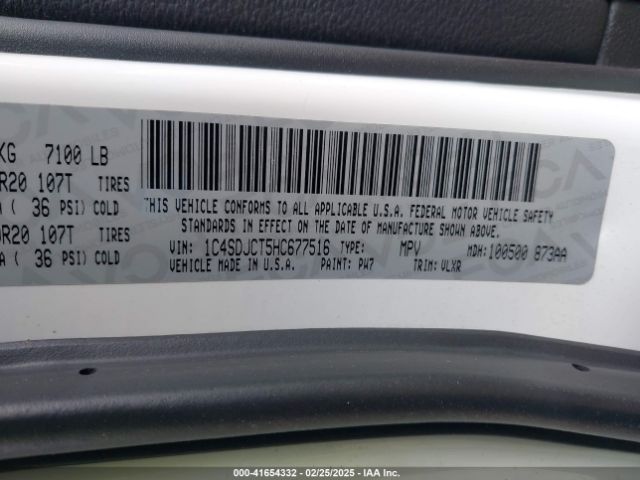 KG 7100 LB
R20 107T TIRES
( 36 PSI) COLD
R20 107T TIRES
A ( 36 PSI) COLD
THIS VEHICLE CONFORMS TO ALL APPLICABLE U.S.A. FEDERAL MOTOR VEHICLE SAFETY
STANDARDS IN EFFECT ON THE DATE OF MANUFACTURE SHOWN ABOVE.
VIN: 1C4SDJCT5HC677516 TYPE: MPV MDH: 100500 873AA
VEHICLE MADE IN U.S.A. PAINT: PW7 TRIM: VLXR
000-41654332 - 02/25/2025 - IAA Inc.